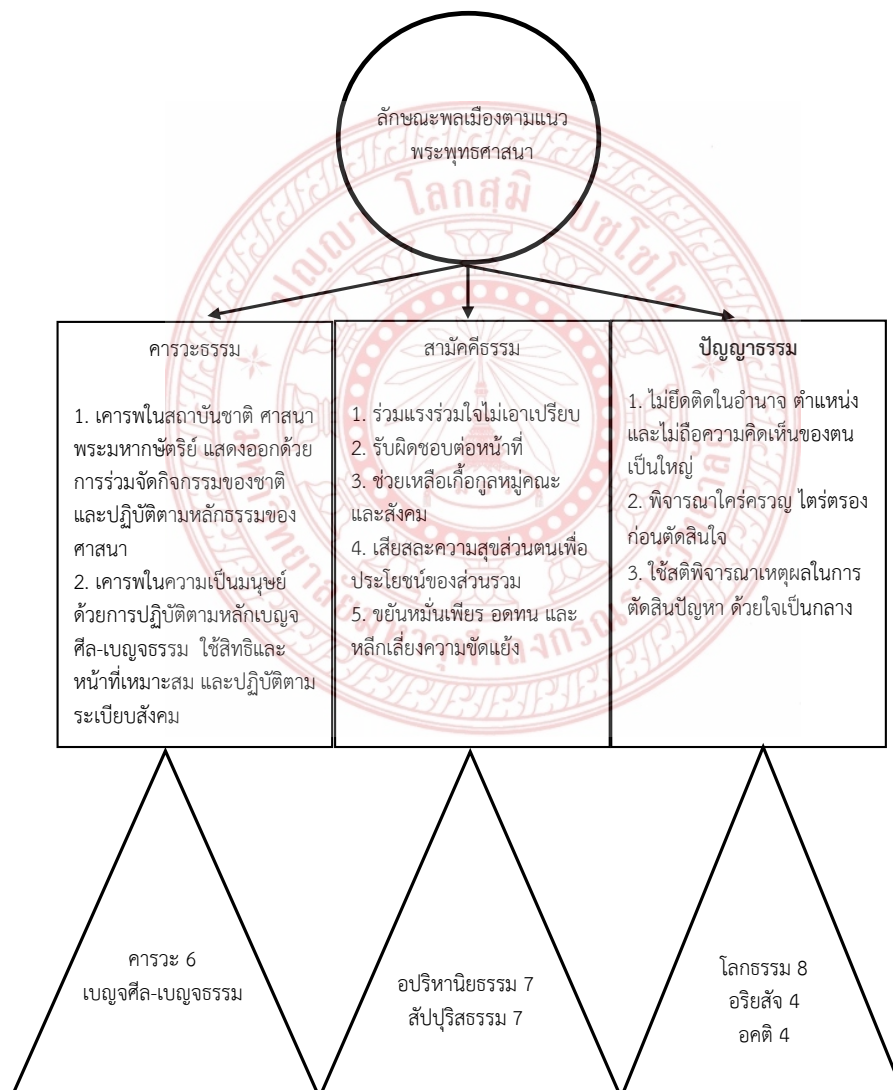 ลักษณะพลเมืองตามแนว
พระพุทธศาสนา
ปญฺญา โลกสฺมิ ปชฺโชโต
คารวะธรรม
1. เคารพในสถาบันชาติ ศาสนา
พระมหากษัตริย์ แสดงออกด้วย
การร่วมจัดกิจกรรมของชาติ
และปฏิบัติตามหลักธรรมของ
ศาสนา
2. เคารพในความเป็นมนุษย์
ด้วยการปฏิบัติตามหลักเบญจ
ศีล-เบญจธรรม ใช้สิทธิและ
หน้าที่เหมาะสม และปฏิบัติตาม
ระเบียบสังคม
สามัคคีธรรม
1. ร่วมแรงร่วมใจไม่เอาเปรียบ
2. รับผิดชอบต่อหน้าที่
3. ช่วยเหลือเกื้อกูลหมู่คณะ
และสังคม
4. เสียสละความสุขส่วนตนเพื่อ
ประโยชน์ของส่วนรวม
5. ขยันหมั่นเพียร อดทน และ
หลีกเลี่ยงความขัดแย้ง
ปัญญาธรรม
1. ไม่ยึดติดในอำนาจ ตำแหน่ง
และไม่ถือความคิดเห็นของตน
เป็นใหญ่
2. พิจารณาใคร่ครวญ ไตร่ตรอง
ก่อนตัดสินใจ
3. ใช้สติพิจารณาเหตุผลในการ
ตัดสินปัญหา ด้วยใจเป็นกลาง
คารวะ 6
เบญจศีล-เบญจธรรม
อปริหานิยธรรม 7
สัปปุริสธรรม 7
โลกธรรม 8
อริยสัจ 4
อคติ 4